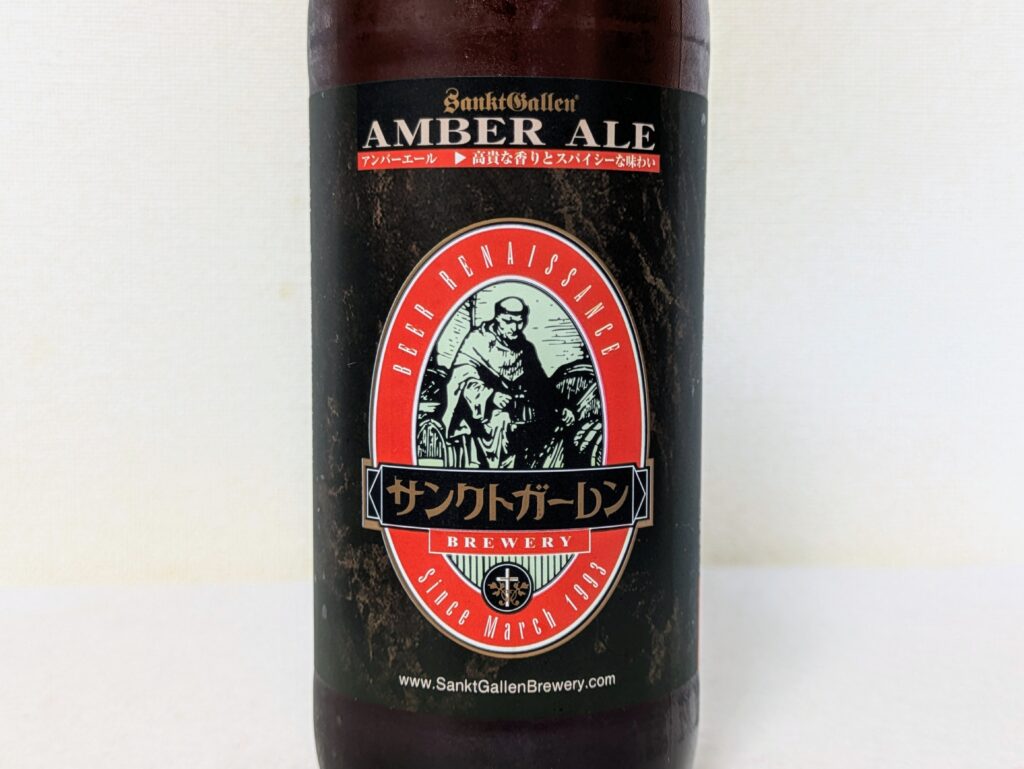 SanktGallen
AMBER ALE
アンバーエール ▶ 高貴な香りとスパイシーな味わい
BEER RENAISSANCE
サンクトガーレン
BREWERY
Since March 1993
www.SanktGallenBrewery.com